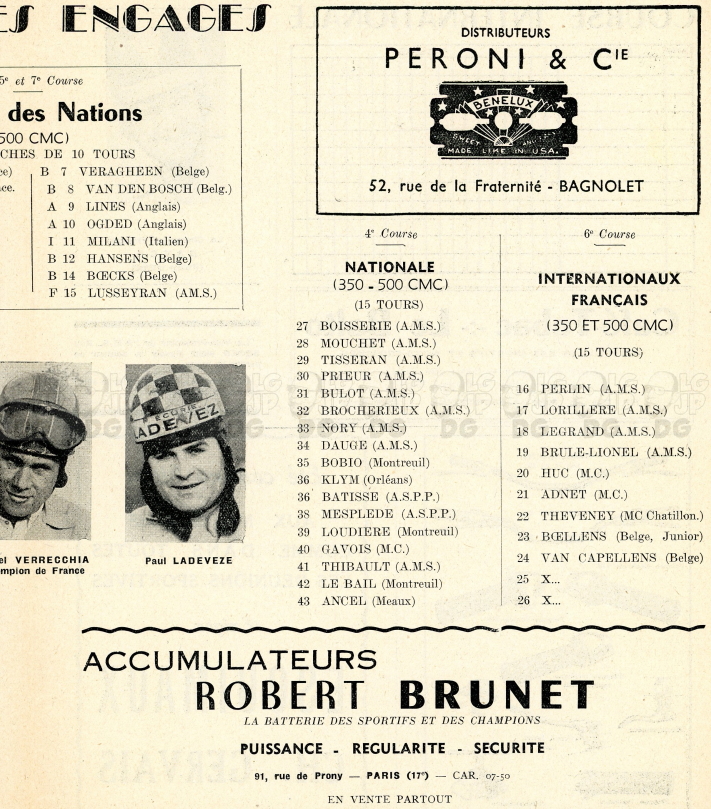 ES ENGAGES
5e et 7e Course
des Nations
500 CMC)
CHES DE 10 TOURS
ce)
ce.
B 7 VERAGHEEN (Belge)
B 8 VAN DEN BOSCH (Belg.)
A 9 LINES (Anglais)
A 10 OGDED (Anglais)
I 11 MILANI (Italien)
B 12 HANSENS (Belge)
B 14 BŒCKS (Belge)
F 15 LUSSEYRAN (AM.S.)
ECURIE
LADEVEZ
el VERRECCHIA
mpion de France
Paul LADEVEZE
DISTRIBUTEURS
PERONI & CIE
BENELUX
SWEET
MADE LIKE IN U.S.A.
52, rue de la Fraternité - BAGNOLET
4e Course
NATIONALE
(350 - 500 CMC)
(15 TOURS)
27 BOISSERIE (A.M.S.)
28 MOUCHET (A.M.S.)
29 TISSERAN (A.M.S.)
30 PRIEUR (A.M.S.)
31 BULOT (A.M.S.)
32 BROCHERIEUX (A.M.S.)
33 NORY (A.M.S.)
34 DAUGE (A.M.S.)
35 BOBIO (Montreuil)
36 KLYM (Orléans)
36 BATISSE (A.S.P.P.)
38 MESPLEDE (A.S.P.P.)
39 LOUDIERE (Montreuil)
40 GAVOIS (M.C.)
41 THIBAULT (A.M.S.)
42 LE BAIL (Montreuil)
43 ANCEL (Meaux)
6e Course
INTERNATIONAUX
FRANÇAIS
(350 ET 500 CMC)
(15 TOURS)
16 PERLIN (A.M.S.)
17 LORILLERE (A.M.S.)
18 LEGRAND (A.M.S.)
19 BRULE-LIONEL (A.M.S.)
20 HUC (M.C.)
21 ADNET (M.C.)
22 THEVENEY (MC Chatillon.)
23 BŒLLENS (Belge, Junior)
24 VAN CAPELLENS (Belge)
25 X...
26 X...
ACCUMULATEURS
ROBERT BRUNET
LA BATTERIE DES SPORTIFS ET DES CHAMPIONS
PUISSANCE - REGULARITE - SECURITE
91, rue de Prony — PARIS (17e) — CAR. 07-50
EN VENTE PARTOUT